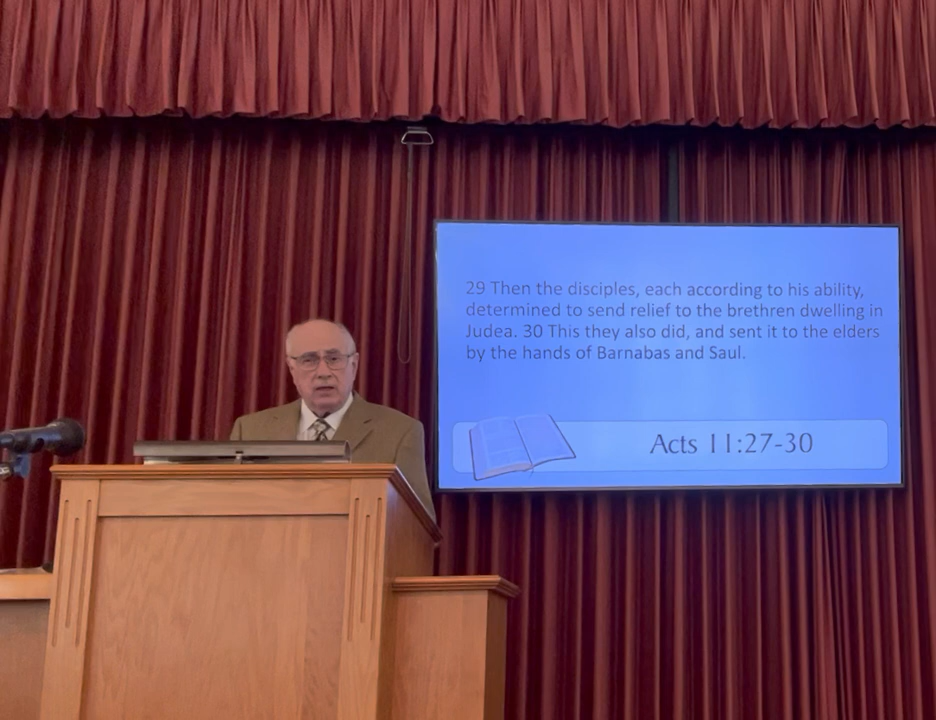 29 Then the disciples, each according to his ability,
determined to send relief to the brethren dwelling in
Judea. 30 This they also did, and sent it to the elders
by the hands of Barnabas and Saul.
Acts 11:27-30